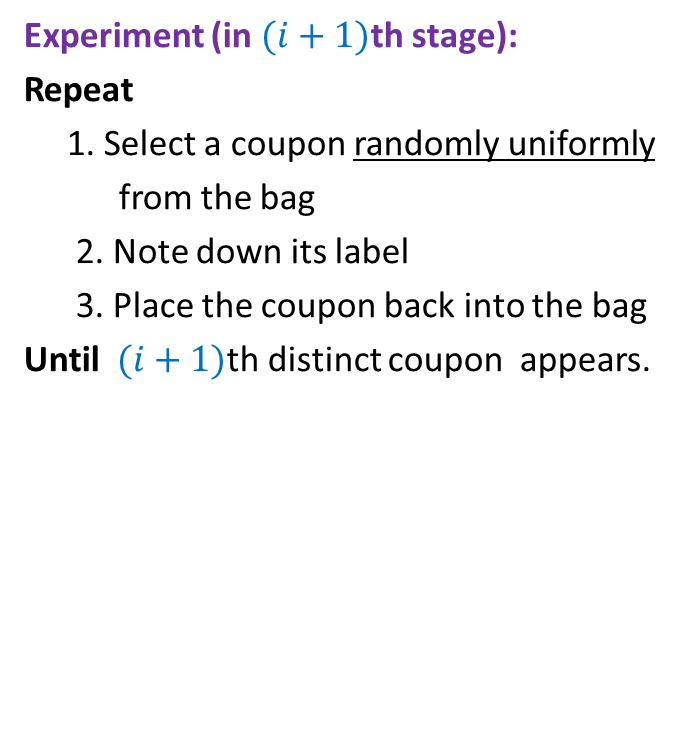 Experiment (in (𝑖 + 1)th stage):
Repeat
1. Select a coupon randomly uniformly
from the bag
2. Note down its label
3. Place the coupon back into the bag
Until (𝑖 + 1)th distinct coupon appears.